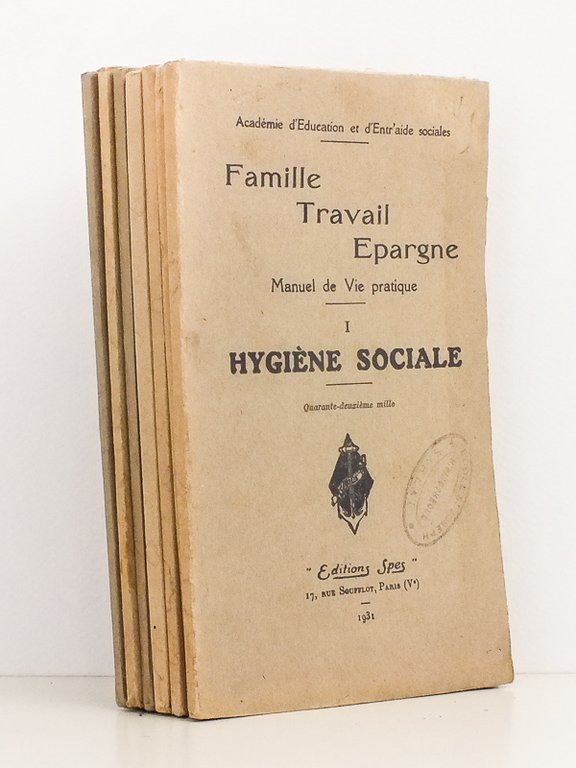 Académie d'Education et d'Entr'aide sociales
Famille
Travail
Epargne
Manuel de Vie pratique
I
HYGIÈNE SOCIALE
Quarante-deuxième mille
" Editions Spes "
17, RUE SOUFFLOT, PARIS (Vᵉ)
1931